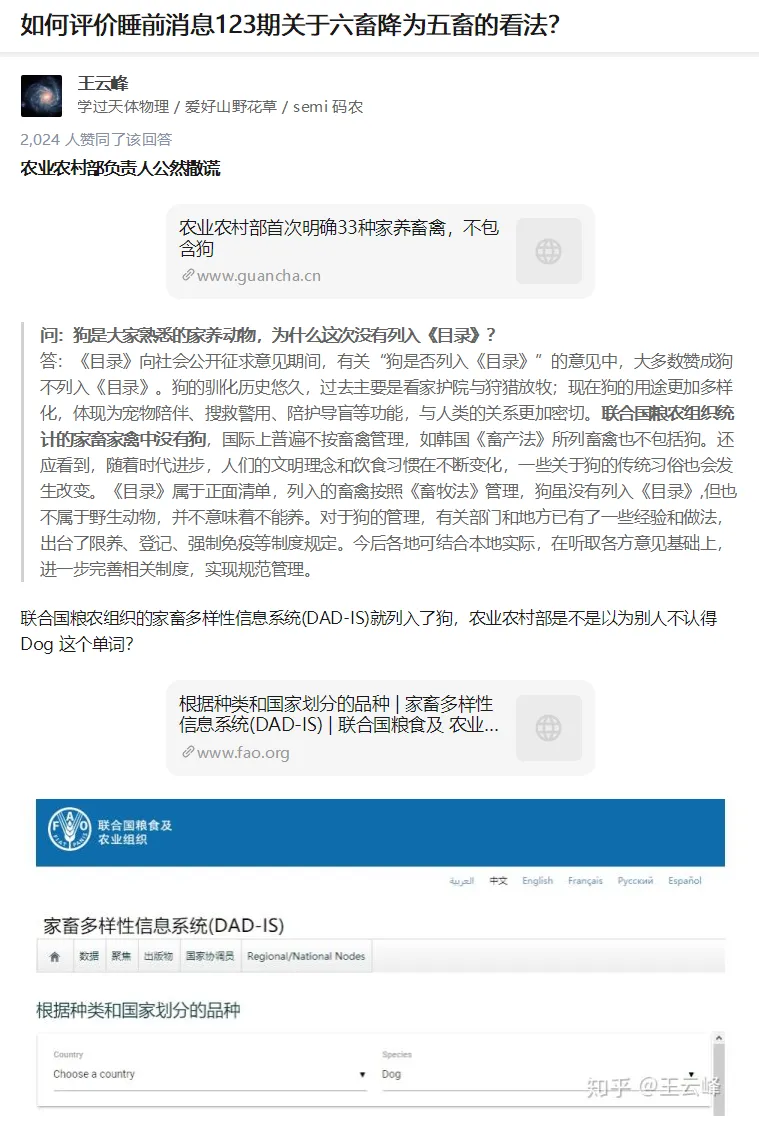 如何评价睡前消息123期关于六畜降为五畜的看法?
王云峰
学过天体物理 / 爱好山野花草 / semi 码农
2,024 人赞同了该回答
农业农村部负责人公然撒谎
农业农村部首次明确33种家养畜禽，不包
含狗
www.guancha.cn
问：狗是大家熟悉的家养动物，为什么这次没有列入《目录》？
答：《目录》向社会公开征求意见期间，有关“狗是否列入《目录》”的意见中，大多数赞成狗
不列入《目录》。狗的驯化历史悠久，过去主要是看家护院与狩猎放牧；现在狗的用途更加多样
化，体现为宠物陪伴、搜救警用、陪护导盲等功能，与人类的关系更加密切。联合国粮农组织统
计的家畜家禽中没有狗，国际上普遍不按畜禽管理，如韩国《畜产法》所列畜禽也不包括狗。还
应看到，随着时代进步，人们的文明理念和饮食习惯在不断变化，一些关于狗的传统习俗也会发
生改变。《目录》属于正面清单，列入的畜禽按照《畜牧法》管理，狗虽没有列入《目录》,但也
不属于野生动物，并不意味着不能养。对于狗的管理，有关部门和地方已有了一些经验和做法，
出台了限养、登记、强制免疫等制度规定。今后各地可结合本地实际，在听取各方意见基础上，
进一步完善相关制度，实现规范管理。
联合国粮农组织的家畜多样性信息系统(DAD-IS)就列入了狗，农业农村部是不是以为别人不认得
Dog 这个单词?
根据种类和国家划分的品种 | 家畜多样性
信息系统(DAD-IS) | 联合国粮食及 农业...
www.fao.org
FAO FIAT PANIS
联合国粮食及
农业组织
العربية 中文 English Français Русский Español
家畜多样性信息系统(DAD-IS)
数据 聚焦 出版物 国家协调员 Regional/National Nodes
根据种类和国家划分的品种
Country Species
Choose a country Dog
知乎 @王云峰